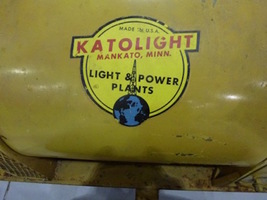 MADE IN U.S.A.
KATOLIGHT
MANKATO, MINN.
LIGHT & POWER
PLANTS